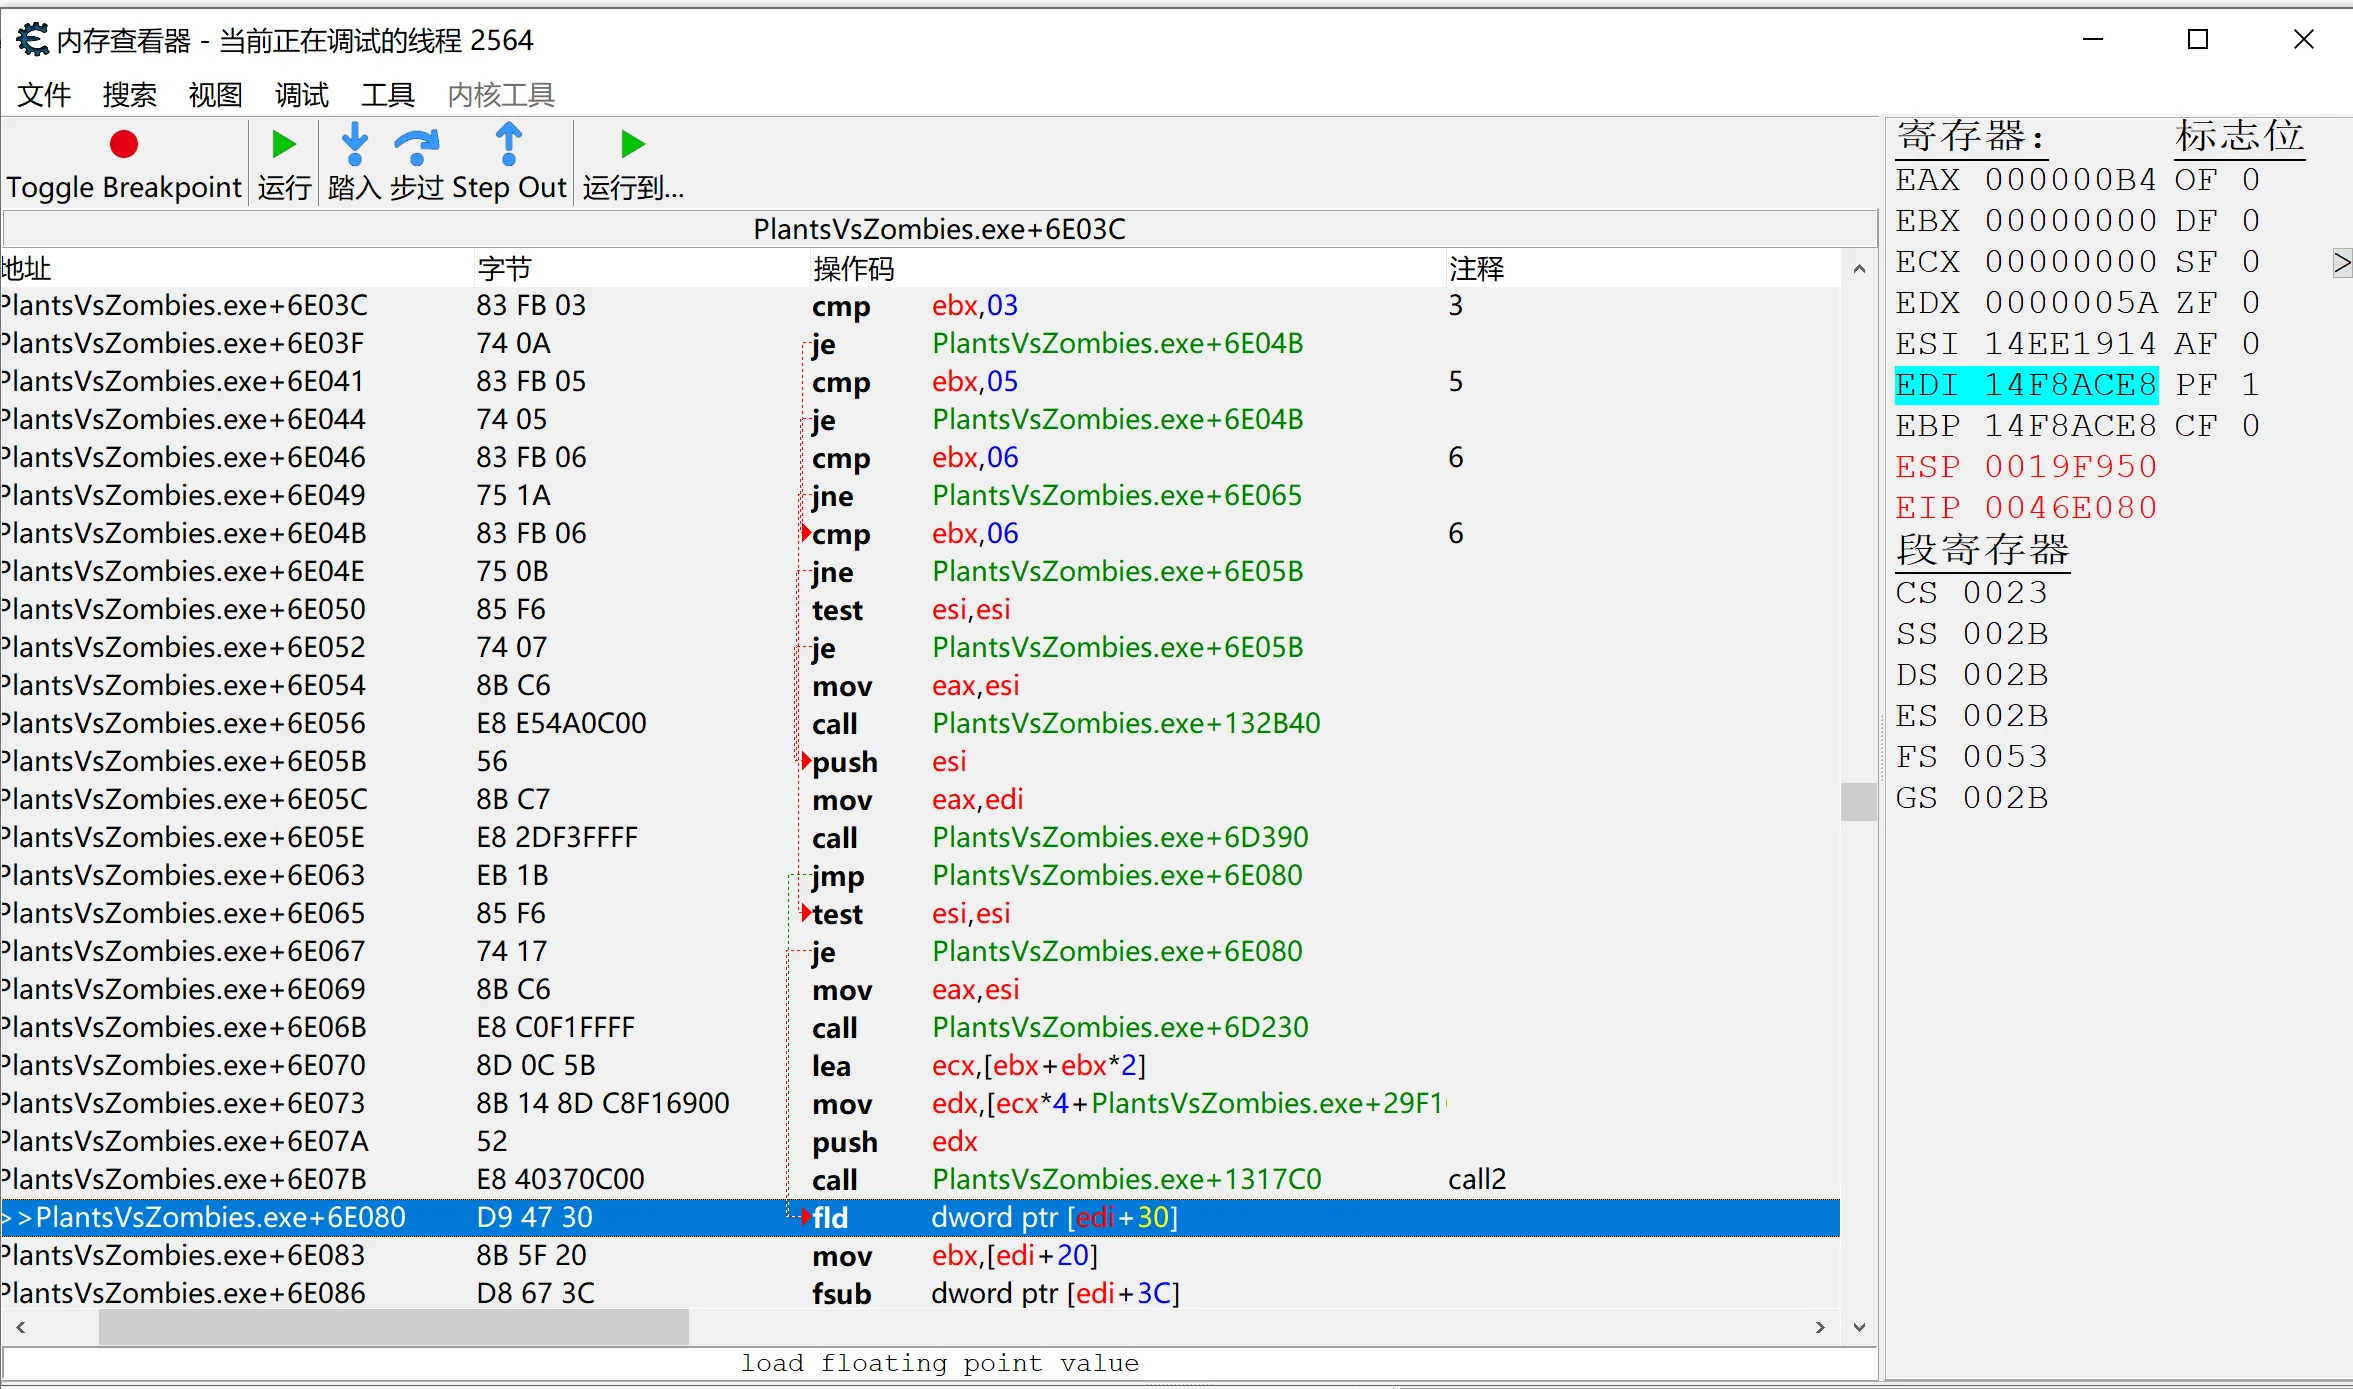 内存查看器 - 当前正在调试的线程 2564
文件 搜索 视图 调试 工具 内核工具
Toggle Breakpoint 运行 踏入 步过 Step Out 运行到...
PlantsVsZombies.exe+6E03C
地址 字节 操作码 注释
PlantsVsZombies.exe+6E03C 83 FB 03 cmp ebx,03 3
PlantsVsZombies.exe+6E03F 74 0A je PlantsVsZombies.exe+6E04B
PlantsVsZombies.exe+6E041 83 FB 05 cmp ebx,05 5
PlantsVsZombies.exe+6E044 74 05 je PlantsVsZombies.exe+6E04B
PlantsVsZombies.exe+6E046 83 FB 06 cmp ebx,06 6
PlantsVsZombies.exe+6E049 75 1A jne PlantsVsZombies.exe+6E065
PlantsVsZombies.exe+6E04B 83 FB 06 cmp ebx,06 6
PlantsVsZombies.exe+6E04E 75 0B jne PlantsVsZombies.exe+6E05B
PlantsVsZombies.exe+6E050 85 F6 test esi,esi
PlantsVsZombies.exe+6E052 74 07 je PlantsVsZombies.exe+6E05B
PlantsVsZombies.exe+6E054 8B C6 mov eax,esi
PlantsVsZombies.exe+6E056 E8 E54A0C00 call PlantsVsZombies.exe+132B40
PlantsVsZombies.exe+6E05B 56 push esi
PlantsVsZombies.exe+6E05C 8B C7 mov eax,edi
PlantsVsZombies.exe+6E05E E8 2DF3FFFF call PlantsVsZombies.exe+6D390
PlantsVsZombies.exe+6E063 EB 1B jmp PlantsVsZombies.exe+6E080
PlantsVsZombies.exe+6E065 85 F6 test esi,esi
PlantsVsZombies.exe+6E067 74 17 je PlantsVsZombies.exe+6E080
PlantsVsZombies.exe+6E069 8B C6 mov eax,esi
PlantsVsZombies.exe+6E06B E8 C0F1FFFF call PlantsVsZombies.exe+6D230
PlantsVsZombies.exe+6E070 8D 0C 5B lea ecx,[ebx+ebx*2]
PlantsVsZombies.exe+6E073 8B 14 8D C8F16900 mov edx,[ecx*4+PlantsVsZombies.exe+29F1
PlantsVsZombies.exe+6E07A 52 push edx
PlantsVsZombies.exe+6E07B E8 40370C00 call PlantsVsZombies.exe+1317C0 call2
>>PlantsVsZombies.exe+6E080 D9 47 30 fld dword ptr [edi+30]
PlantsVsZombies.exe+6E083 8B 5F 20 mov ebx,[edi+20]
PlantsVsZombies.exe+6E086 D8 67 3C fsub dword ptr [edi+3C]
load floating point value
寄存器: 标志位
EAX 000000B4 OF 0
EBX 00000000 DF 0
ECX 00000000 SF 0
EDX 0000005A ZF 0
ESI 14EE1914 AF 0
EDI 14F8ACE8 PF 1
EBP 14F8ACE8 CF 0
ESP 0019F950
EIP 0046E080
段寄存器
CS 0023
SS 002B
DS 002B
ES 002B
FS 0053
GS 002B